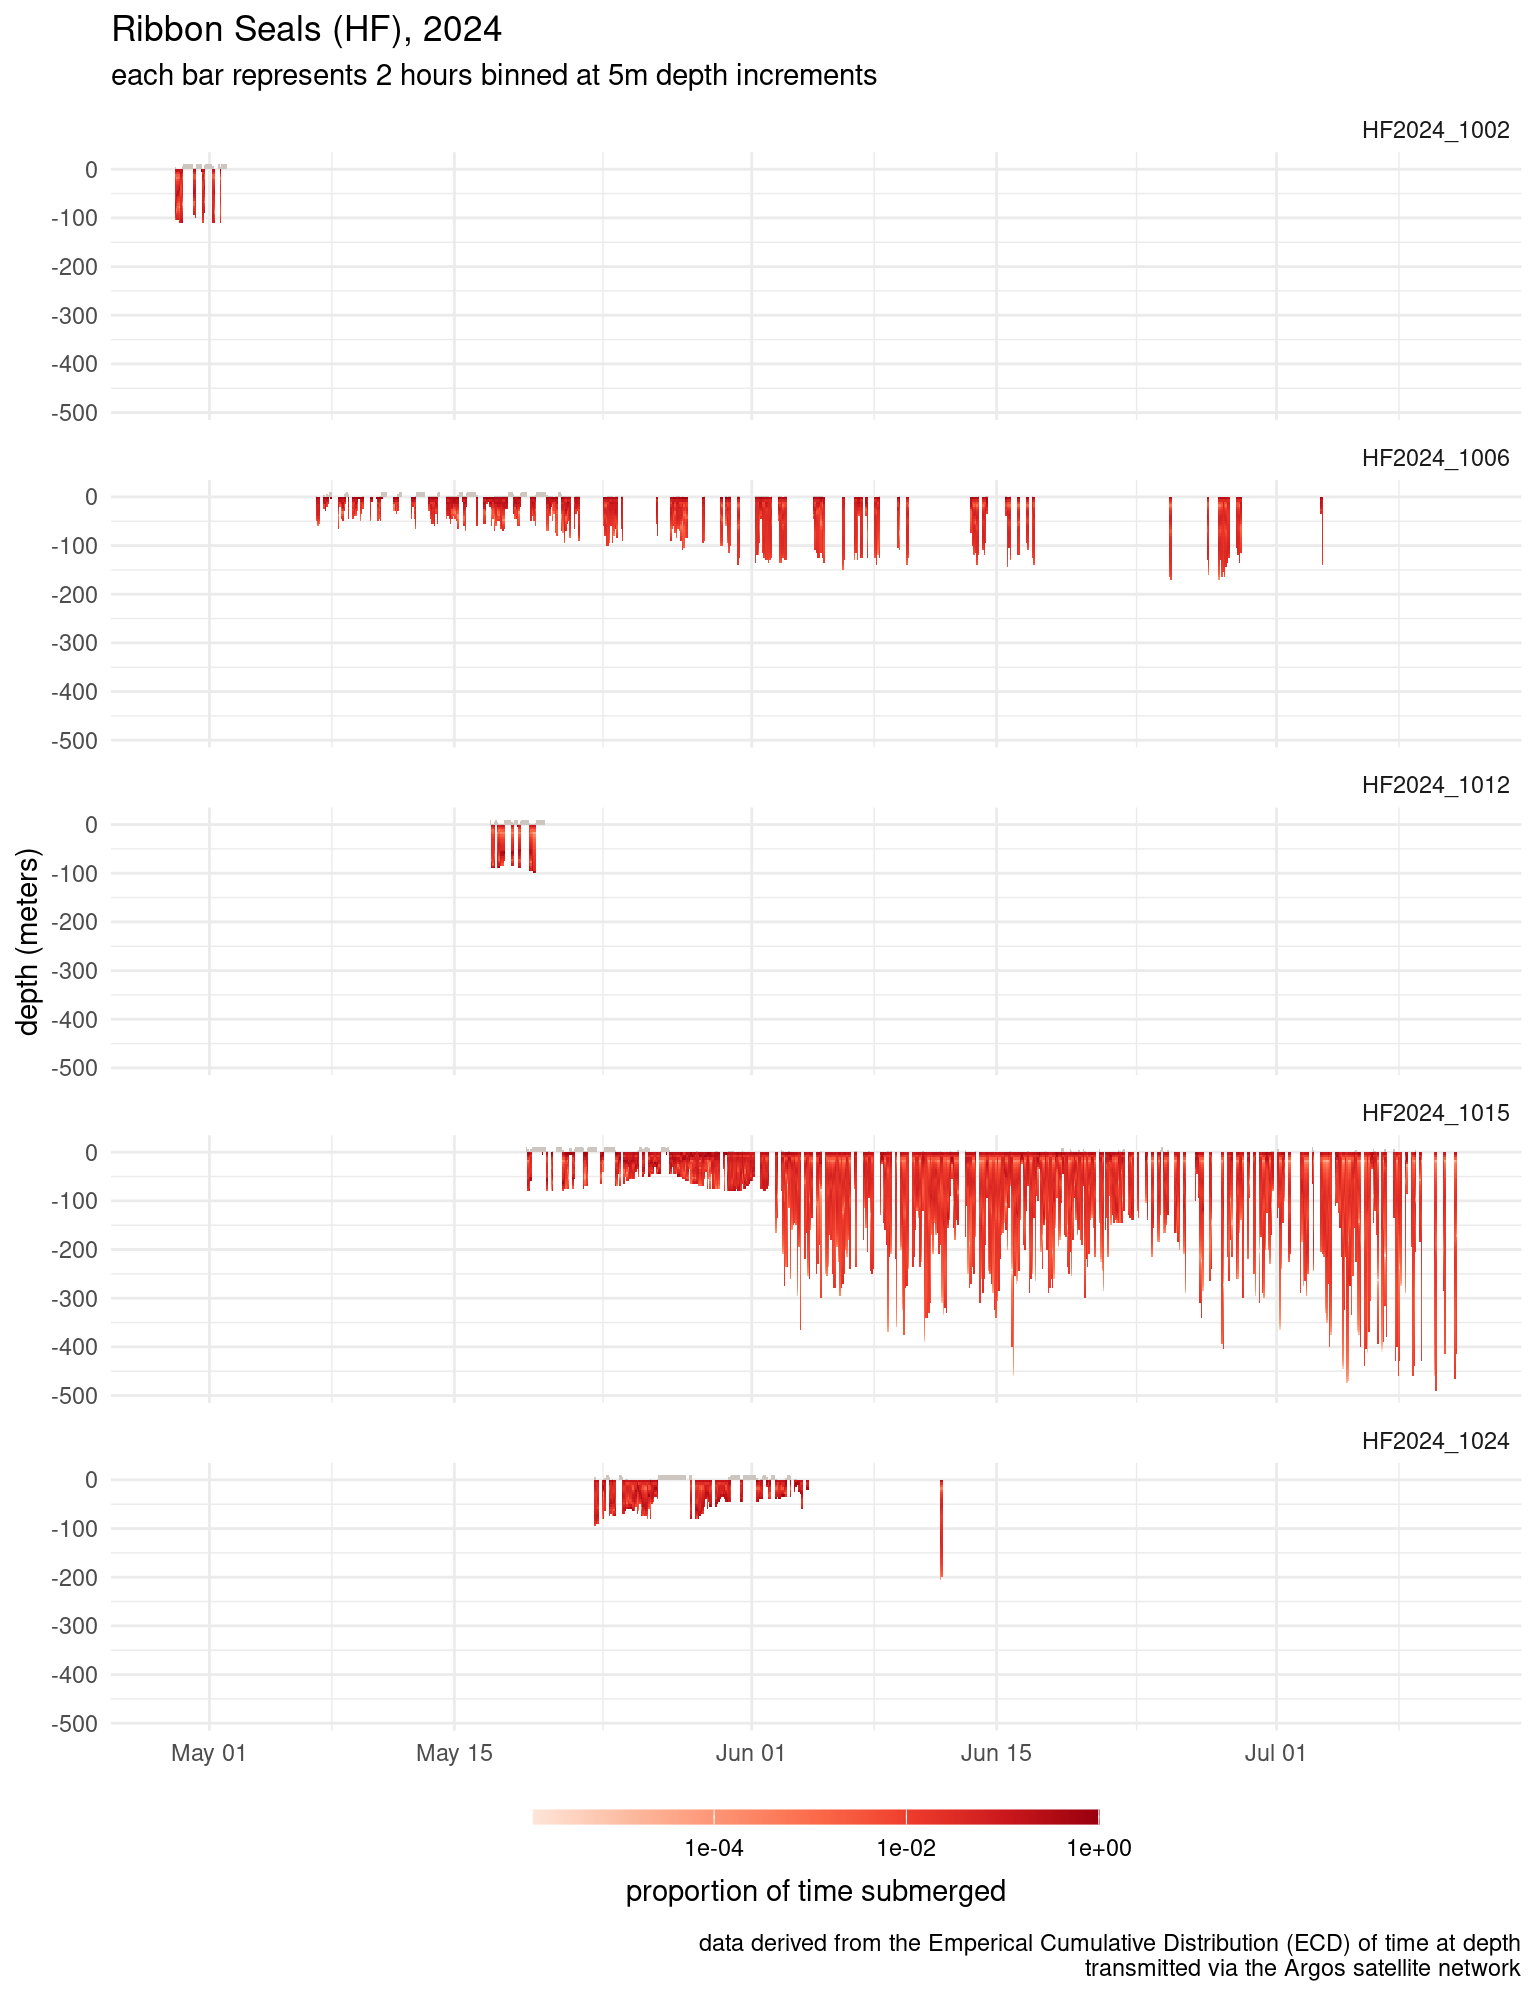 Ribbon Seals (HF), 2024
each bar represents 2 hours binned at 5m depth increments
HF2024_1002
0
-100
-200
-300
-400
-500
HF2024_1006
0
-100
-200
-300
-400
-500
HF2024_1012
0
-100
-200
-300
-400
-500
depth (meters)
HF2024_1015
0
-100
-200
-300
-400
-500
HF2024_1024
0
-100
-200
-300
-400
-500
May 01 May 15 Jun 01 Jun 15 Jul 01
1e-04 1e-02 1e+00
proportion of time submerged
data derived from the Emperical Cumulative Distribution (ECD) of time at depth
transmitted via the Argos satellite network